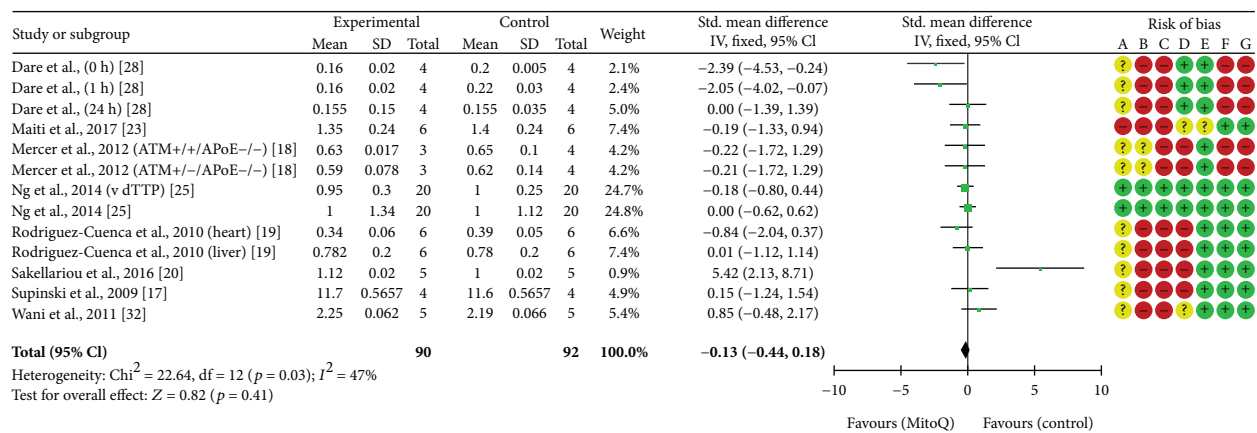 Study or subgroup Experimental Control Weight Std. mean difference Std. mean difference Risk of bias
Mean SD Total Mean SD Total IV, fixed, 95% Cl IV, fixed, 95% Cl A B C D E F G
Dare et al., (0 h) [28] 0.16 0.02 4 0.2 0.005 4 2.1% −2.39 (−4.53, −0.24) ? − − + + − −
Dare et al., (1 h) [28] 0.16 0.02 4 0.22 0.03 4 2.4% −2.05 (−4.02, −0.07) ? − − + + − −
Dare et al., (24 h) [28] 0.155 0.15 4 0.155 0.035 4 5.0% 0.00 (−1.39, 1.39) ? − − + + − −
Maiti et al., 2017 [23] 1.35 0.24 6 1.4 0.24 6 7.4% −0.19 (−1.33, 0.94) − − − ? ? + +
Mercer et al., 2012 (ATM+/+/APoE−/−) [18] 0.63 0.017 3 0.65 0.1 4 4.2% −0.22 (−1.72, 1.29) ? ? − − + − −
Mercer et al., 2012 (ATM+/−/APoE−/−) [18] 0.59 0.078 3 0.62 0.14 4 4.2% −0.21 (−1.72, 1.29) ? ? − − + − −
Ng et al., 2014 (v dTTP) [25] 0.95 0.3 20 1 0.25 20 24.7% −0.18 (−0.80, 0.44) + + + + + + +
Ng et al., 2014 [25] 1 1.34 20 1 1.12 20 24.8% 0.00 (−0.62, 0.62) + + + + + + +
Rodriguez-Cuenca et al., 2010 (heart) [19] 0.34 0.06 6 0.39 0.05 6 6.6% −0.84 (−2.04, 0.37) ? − − − + + +
Rodriguez-Cuenca et al., 2010 (liver) [19] 0.782 0.2 6 0.78 0.2 6 7.4% 0.01 (−1.12, 1.14) ? − − − + + +
Sakellariou et al., 2016 [20] 1.12 0.02 5 1 0.02 5 0.9% 5.42 (2.13, 8.71) ? − − − + + +
Supinski et al., 2009 [17] 11.7 0.5657 4 11.6 0.5657 4 4.9% 0.15 (−1.24, 1.54) ? − − − + + +
Wani et al., 2011 [32] 2.25 0.062 5 2.19 0.066 5 5.4% 0.85 (−0.48, 2.17) ? − − ? + + +
Total (95% Cl) 90 92 100.0% −0.13 (−0.44, 0.18)
Heterogeneity: Chi² = 22.64, df = 12 (p = 0.03); I² = 47%
Test for overall effect: Z = 0.82 (p = 0.41)
−10 −5 0 5 10
Favours (MitoQ) Favours (control)